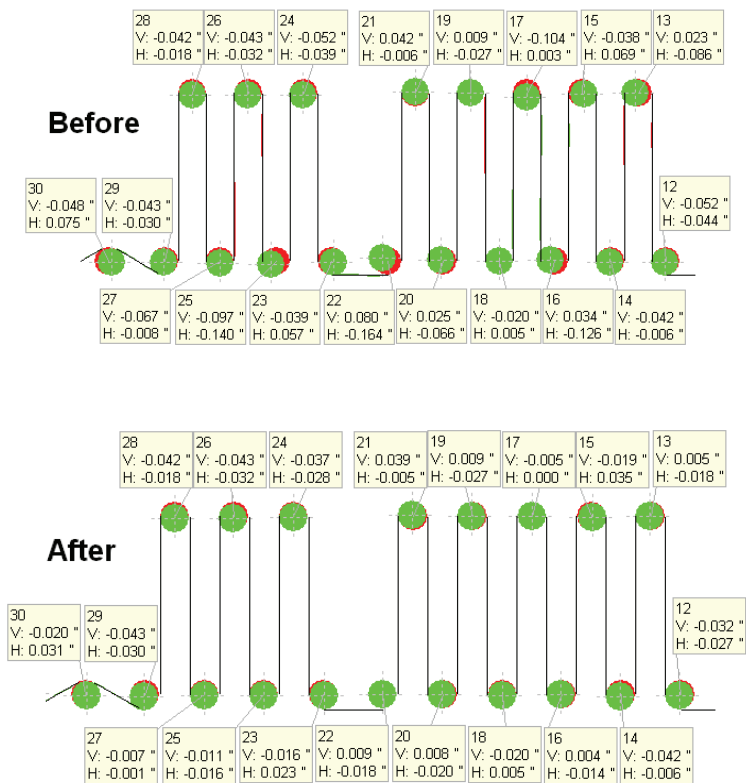 28
V: -0.042 "
H: -0.018 "
26
V: -0.043 "
H: -0.032 "
24
V: -0.052 "
H: -0.039 "
21
V: 0.042 "
H: -0.006 "
19
V: 0.009 "
H: -0.027 "
17
V: -0.104 "
H: 0.003 "
15
V: -0.038 "
H: 0.069 "
13
V: 0.023 "
H: -0.086 "
Before
30
V: -0.048 "
H: 0.075 "
29
V: -0.043 "
H: -0.030 "
12
V: -0.052 "
H: -0.044 "
27
V: -0.067 "
H: -0.008 "
25
V: -0.097 "
H: -0.140 "
23
V: -0.039 "
H: 0.057 "
22
V: 0.080 "
H: -0.164 "
20
V: 0.025 "
H: -0.066 "
18
V: -0.020 "
H: 0.005 "
16
V: 0.034 "
H: -0.126 "
14
V: -0.042 "
H: -0.006 "
28
V: -0.042 "
H: -0.018 "
26
V: -0.043 "
H: -0.032 "
24
V: -0.037 "
H: -0.028 "
21
V: 0.039 "
H: -0.005 "
19
V: 0.009 "
H: -0.027 "
17
V: -0.005 "
H: 0.000 "
15
V: -0.019 "
H: 0.035 "
13
V: 0.005 "
H: -0.018 "
After
30
V: -0.020 "
H: 0.031 "
29
V: -0.043 "
H: -0.030 "
12
V: -0.032 "
H: -0.027 "
27
V: -0.007 "
H: -0.001 "
25
V: -0.011 "
H: -0.016 "
23
V: -0.016 "
H: 0.023 "
22
V: 0.009 "
H: -0.018 "
20
V: 0.008 "
H: -0.020 "
18
V: -0.020 "
H: 0.005 "
16
V: 0.004 "
H: -0.014 "
14
V: -0.042 "
H: -0.006 "